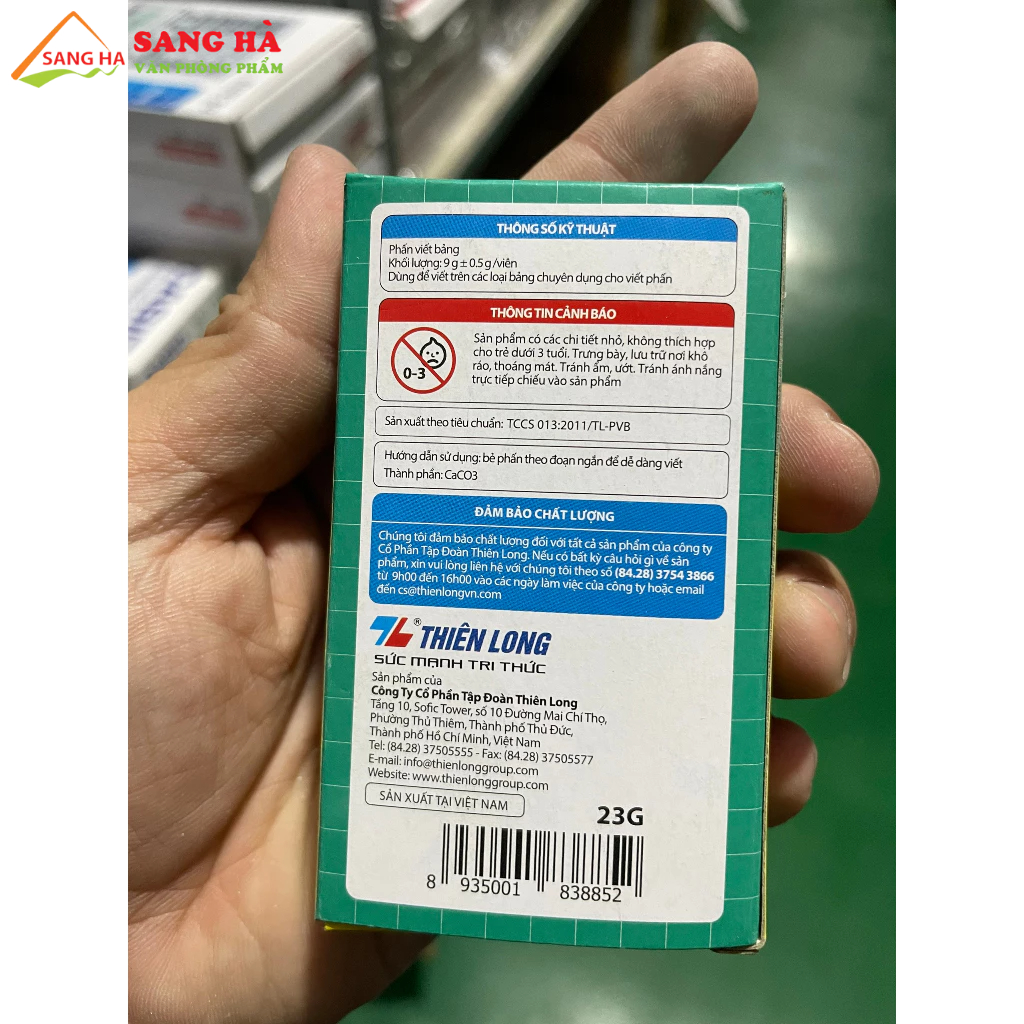 SANG HA
SANG HÀ
VĂN PHÒNG PHẨM
THÔNG SỐ KỸ THUẬT
Phấn viết bảng
Khối lượng: 9 g ± 0.5 g /viên
Dùng để viết trên các loại bảng chuyên dụng cho viết phấn
THÔNG TIN CẢNH BÁO
0-3
Sản phẩm có các chi tiết nhỏ, không thích hợp
cho trẻ dưới 3 tuổi. Trưng bày, lưu trữ nơi khô
ráo, thoáng mát. Tránh ẩm, ướt. Tránh ánh nắng
trực tiếp chiếu vào sản phẩm
Sản xuất theo tiêu chuẩn: TCCS 013:2011/TL-PVB
Hướng dẫn sử dụng: bẻ phấn theo đoạn ngắn để dễ dàng viết
Thành phần: CaCO3
ĐẢM BẢO CHẤT LƯỢNG
Chúng tôi đảm bảo chất lượng đối với tất cả sản phẩm của công ty
Cổ Phần Tập Đoàn Thiên Long. Nếu có bất kỳ câu hỏi gì về sản
phẩm, xin vui lòng liên hệ với chúng tôi theo số (84.28) 3754 3866
từ 9h00 đến 16h00 vào các ngày làm việc của công ty hoặc email
đến cs@thienlongvn.com
TL® THIÊN LONG
SỨC MẠNH TRI THỨC
Sản phẩm của
Công Ty Cổ Phần Tập Đoàn Thiên Long
Tầng 10, Sofic Tower, số 10 Đường Mai Chí Thọ,
Phường Thủ Thiêm, Thành phố Thủ Đức,
Thành phố Hồ Chí Minh, Việt Nam
Tel: (84.28) 37505555 - Fax: (84.28) 37505577
E-mail: info@thienlonggroup.com
Website: www.thienlonggroup.com
SẢN XUẤT TẠI VIỆT NAM
23G
8 935001 838852